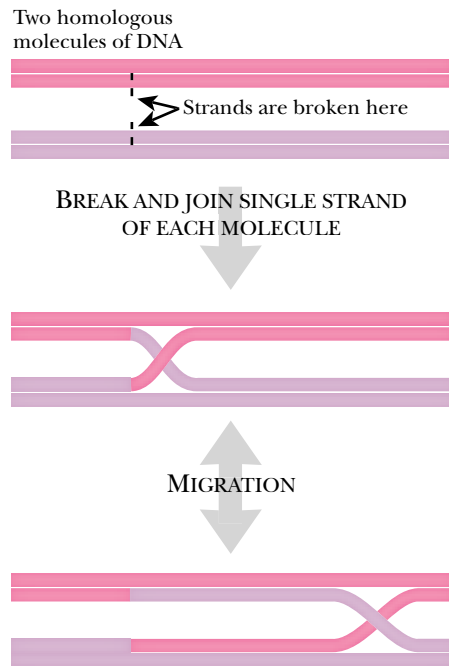 Two homologous
molecules of DNA
Strands are broken here
BREAK AND JOIN SINGLE STRAND
OF EACH MOLECULE
MIGRATION